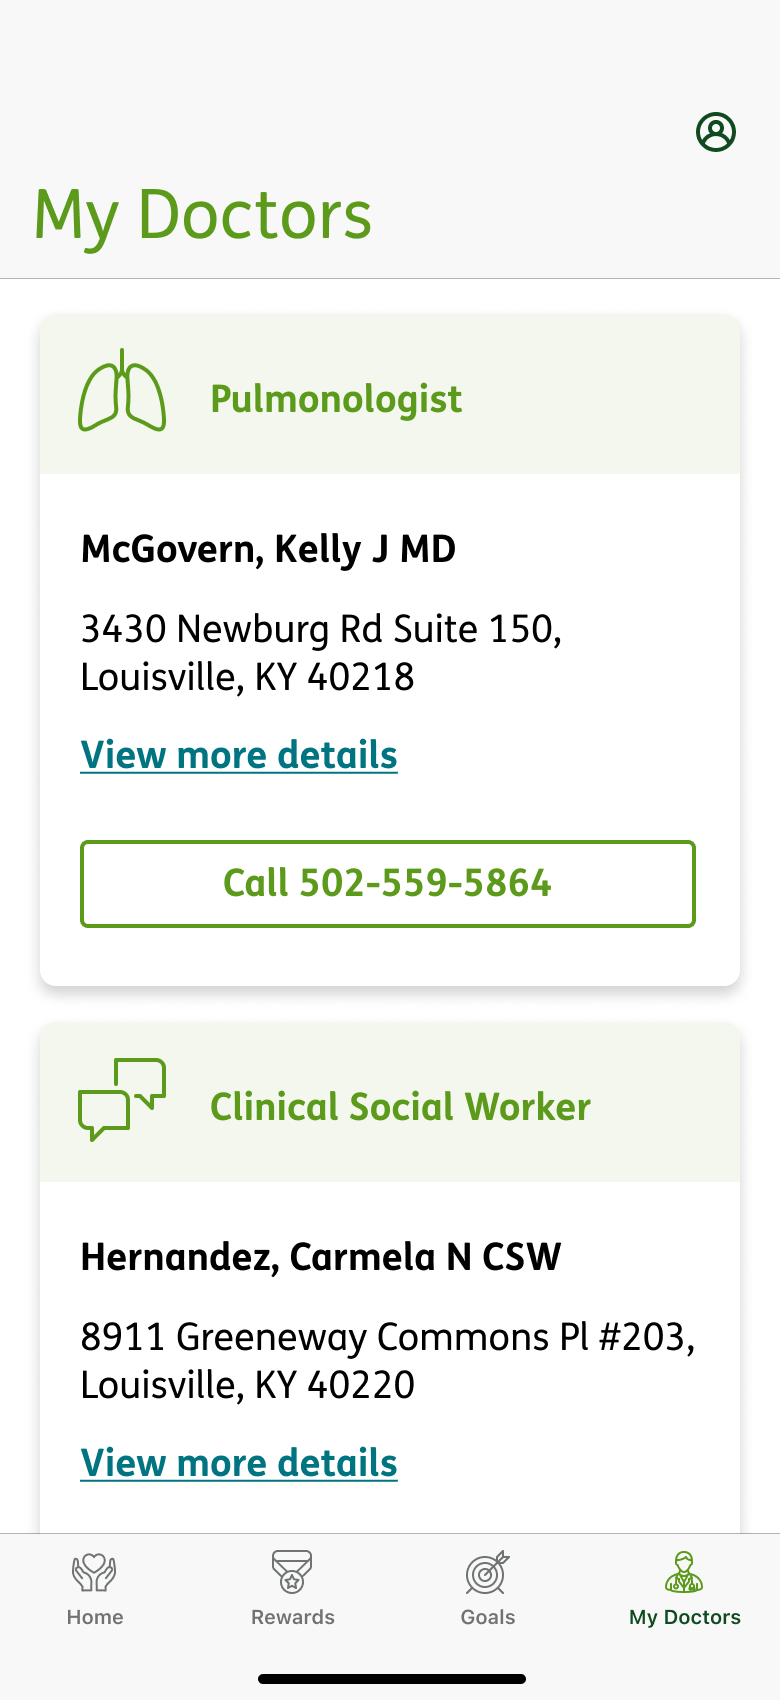 My Doctors
Pulmonologist
McGovern, Kelly J MD
3430 Newburg Rd Suite 150,
Louisville, KY 40218
View more details
Call 502-559-5864
Clinical Social Worker
Hernandez, Carmela N CSW
8911 Greeneway Commons Pl #203,
Louisville, KY 40220
View more details
Home
Rewards
Goals
My Doctors